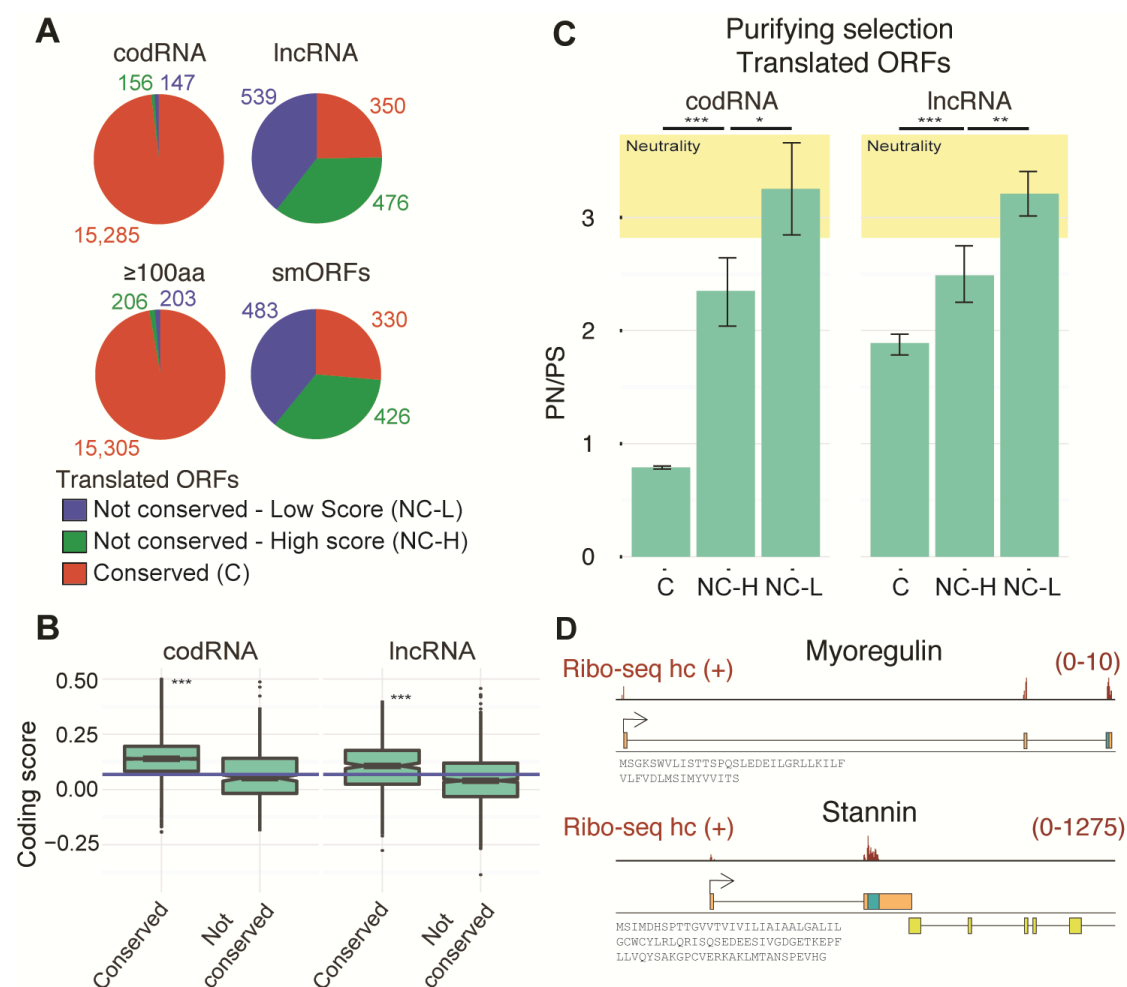 A
codRNA
lncRNA
156
147
539
350
476
15,285
≥100aa
smORFs
206
203
483
330
426
15,305
Translated ORFs
Not conserved - Low Score (NC-L)
Not conserved - High score (NC-H)
Conserved (C)
B
codRNA
lncRNA
0.50
0.25
0.00
−0.25
Coding score
***
***
Conserved
Not
conserved
Conserved
Not
conserved
C
Purifying selection
Translated ORFs
codRNA
lncRNA
***
*
***
**
Neutrality
Neutrality
3
2
1
0
PN/PS
C
NC-H
NC-L
C
NC-H
NC-L
D
Myoregulin
Ribo-seq hc (+)
(0-10)
MSGKSWVLISTTSPQSLEDEILGRLLKILF
VLFVDLMSIMYVVITS
Stannin
Ribo-seq hc (+)
(0-1275)
MSIMDHSPTTGVVTVIVILIAIAALGALIL
GCWCYLRLQRISQSEDEESIVGDGETKEPF
LLVQYSAKGPCVERKAKLMTANSPEVHG